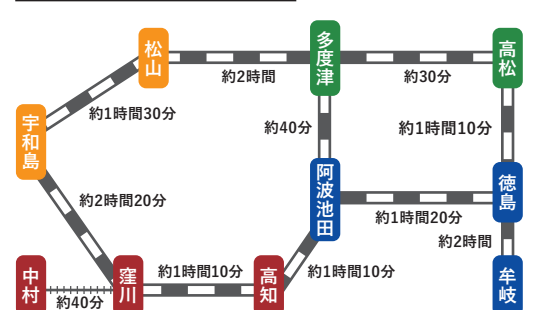 松山
多度津
高松
約2時間
約30分
約1時間30分
宇和島
約40分
約1時間10分
阿波池田
徳島
約2時間20分
約1時間20分
約2時間
中村
約40分
窪川
約1時間10分
高知
約1時間10分
牟岐